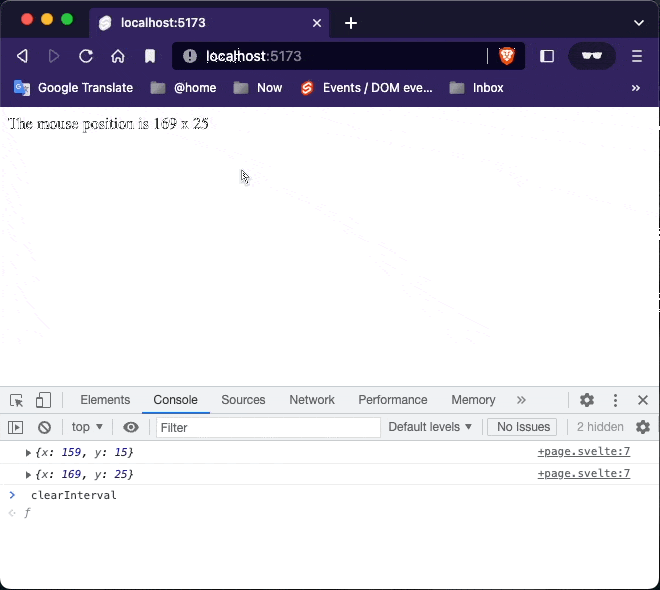 localhost:5173
localhost:5173
Google Translate @home Now Events / DOM eve... Inbox »
The mouse position is 169 x 25
Elements Console Sources Network Performance Memory »
top ▼ Filter Default levels ▼ No Issues 2 hidden
▶ {x: 159, y: 15} +page.svelte:7
▶ {x: 169, y: 25} +page.svelte:7
> clearInterval
f